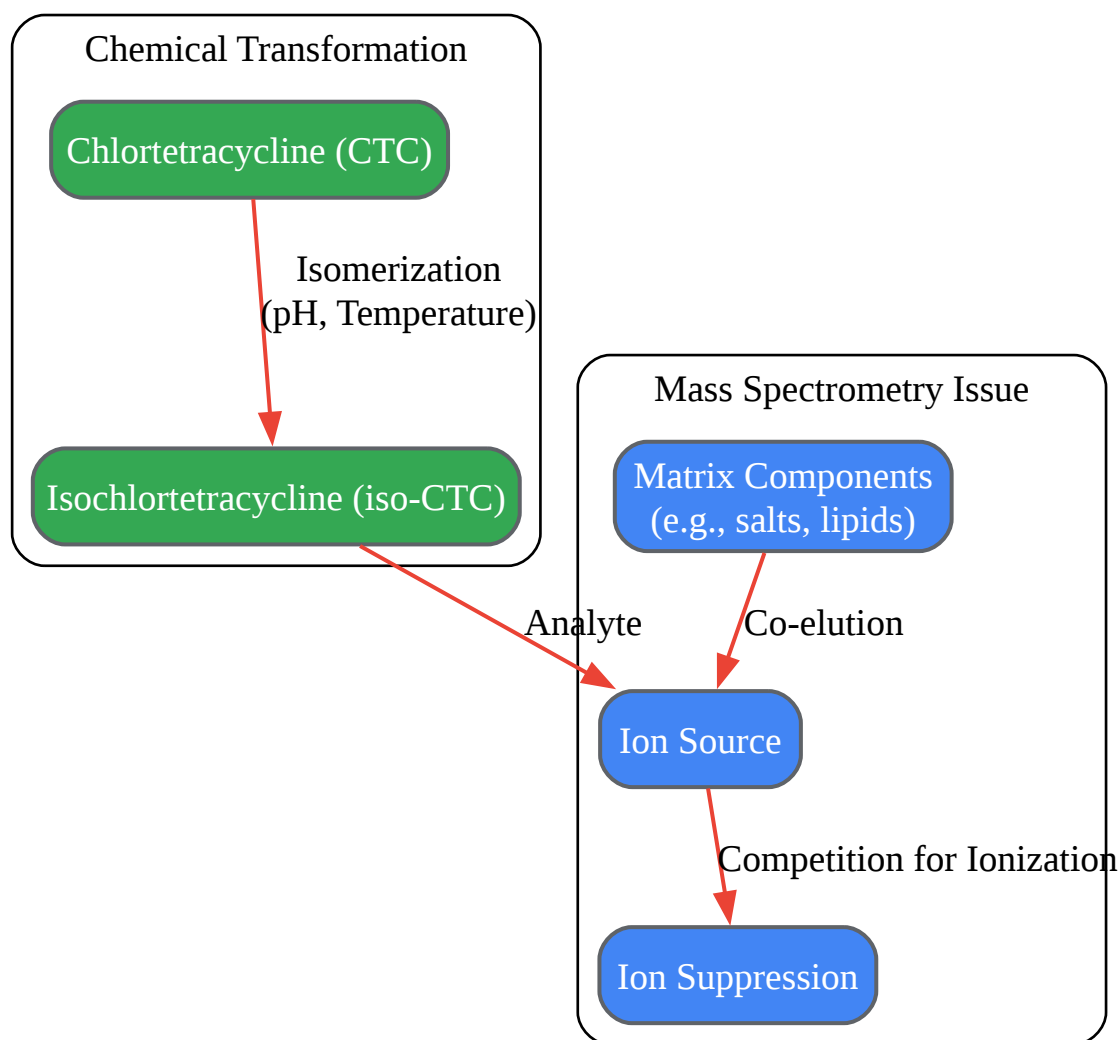 Chemical Transformation
Chlortetracycline (CTC)
Isomerization
(pH, Temperature)
Isochlortetracycline (iso-CTC)
Mass Spectrometry Issue
Matrix Components
(e.g., salts, lipids)
Analyte
Co-elution
Ion Source
Competition for Ionization
Ion Suppression